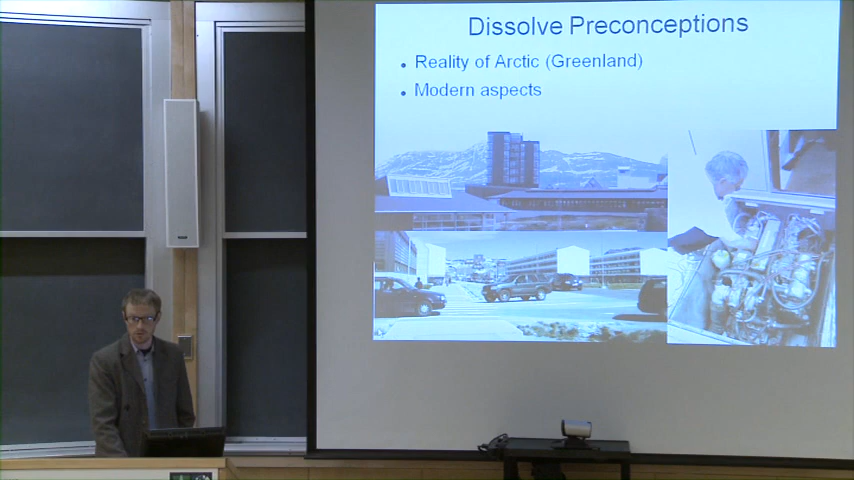 Dissolve Preconceptions
• Reality of Arctic (Greenland)
• Modern aspects